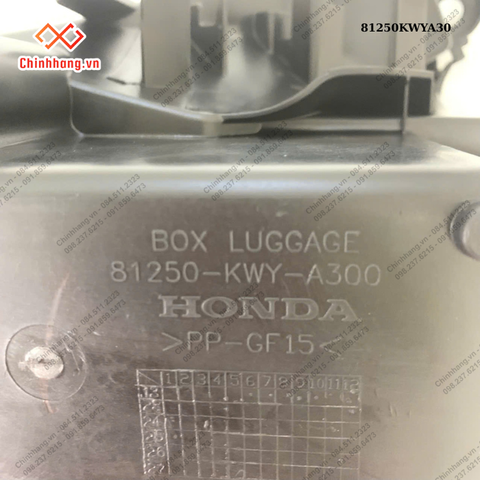 Chinhhang.vn
81250KWYA30
BOX LUGGAGE
81250-KWY-A300
HONDA
>PP-GF15<
1 2 3 4 5 6 7 8 9 10 11 12